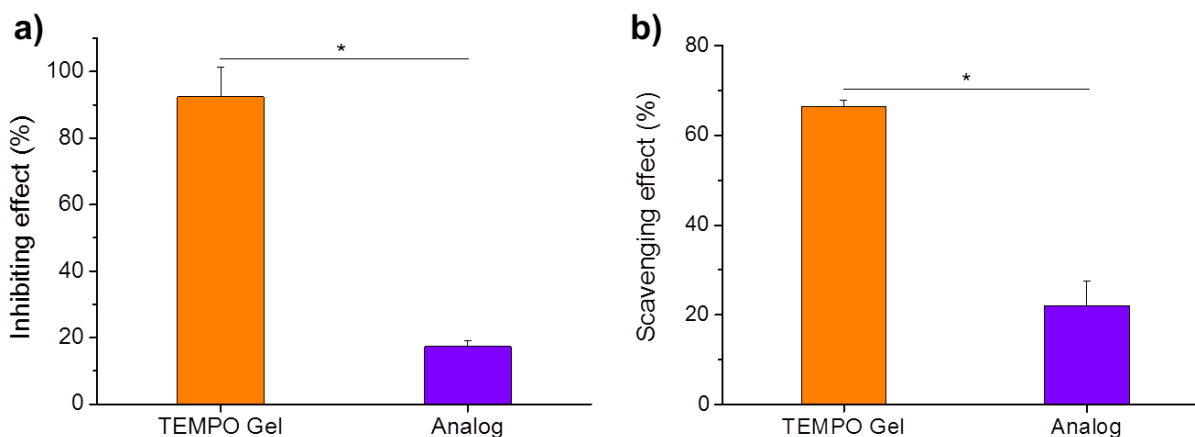 a)
Inhibiting effect (%)
100
80
60
40
20
0
*
TEMPO Gel
Analog
b)
Scavenging effect (%)
80
60
40
20
0
*
TEMPO Gel
Analog